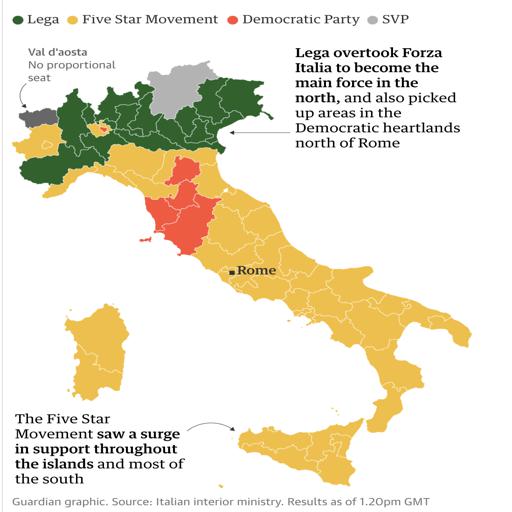 Lega Five Star Movement Democratic Party SVP
Val d'aosta
No proportional
seat
Lega overtook Forza
Italia to become the
main force in the
north, and also picked
up areas in the
Democratic heartlands
north of Rome
Rome
The Five Star
Movement saw a surge
in support throughout
the islands and most of
the south
Guardian graphic. Source: Italian interior ministry. Results as of 1.20pm GMT